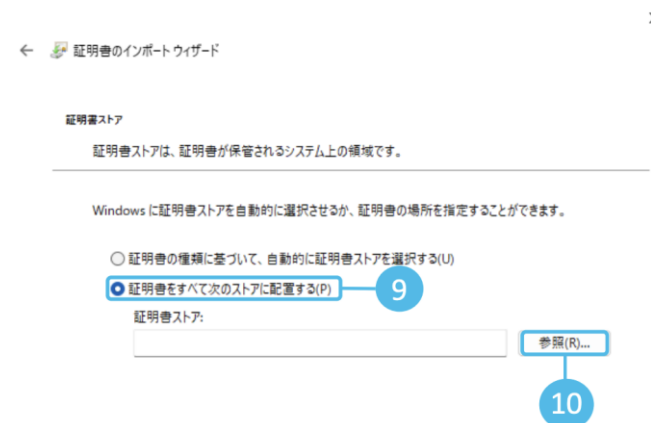 証明書のインポート ウィザード
証明書ストア
証明書ストアは、証明書が保管されるシステム上の領域です。
Windows に証明書ストアを自動的に選択させるか、証明書の場所を指定することができます。
証明書の種類に基づいて、自動的に証明書ストアを選択する(U)
証明書をすべて次のストアに配置する(P) 9
証明書ストア:
参照(R)...
10